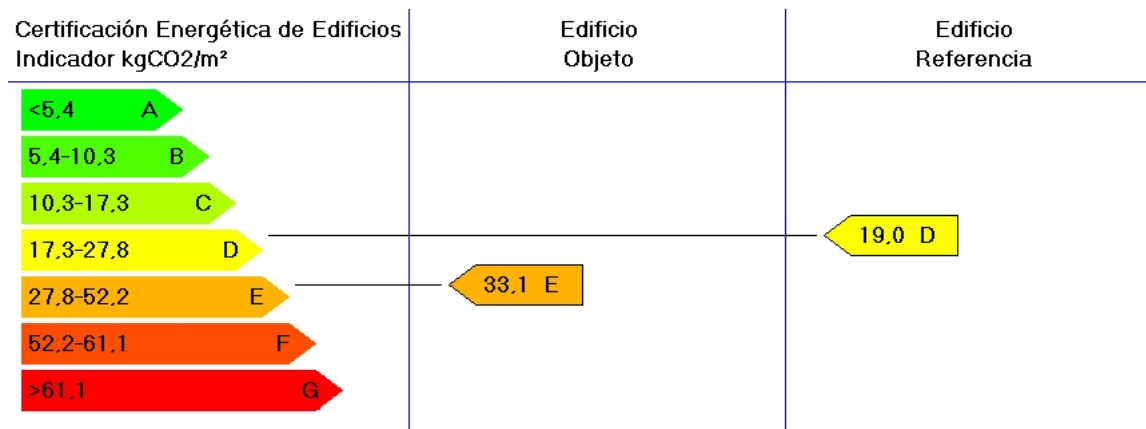 Certificación Energética de Edificios
Indicador kgCO2/m²
Edificio
Objeto
Edificio
Referencia
<5,4 A
5,4-10,3 B
10,3-17,3 C
17,3-27,8 D
19,0 D
27,8-52,2 E
33,1 E
52,2-61,1 F
>61,1 G